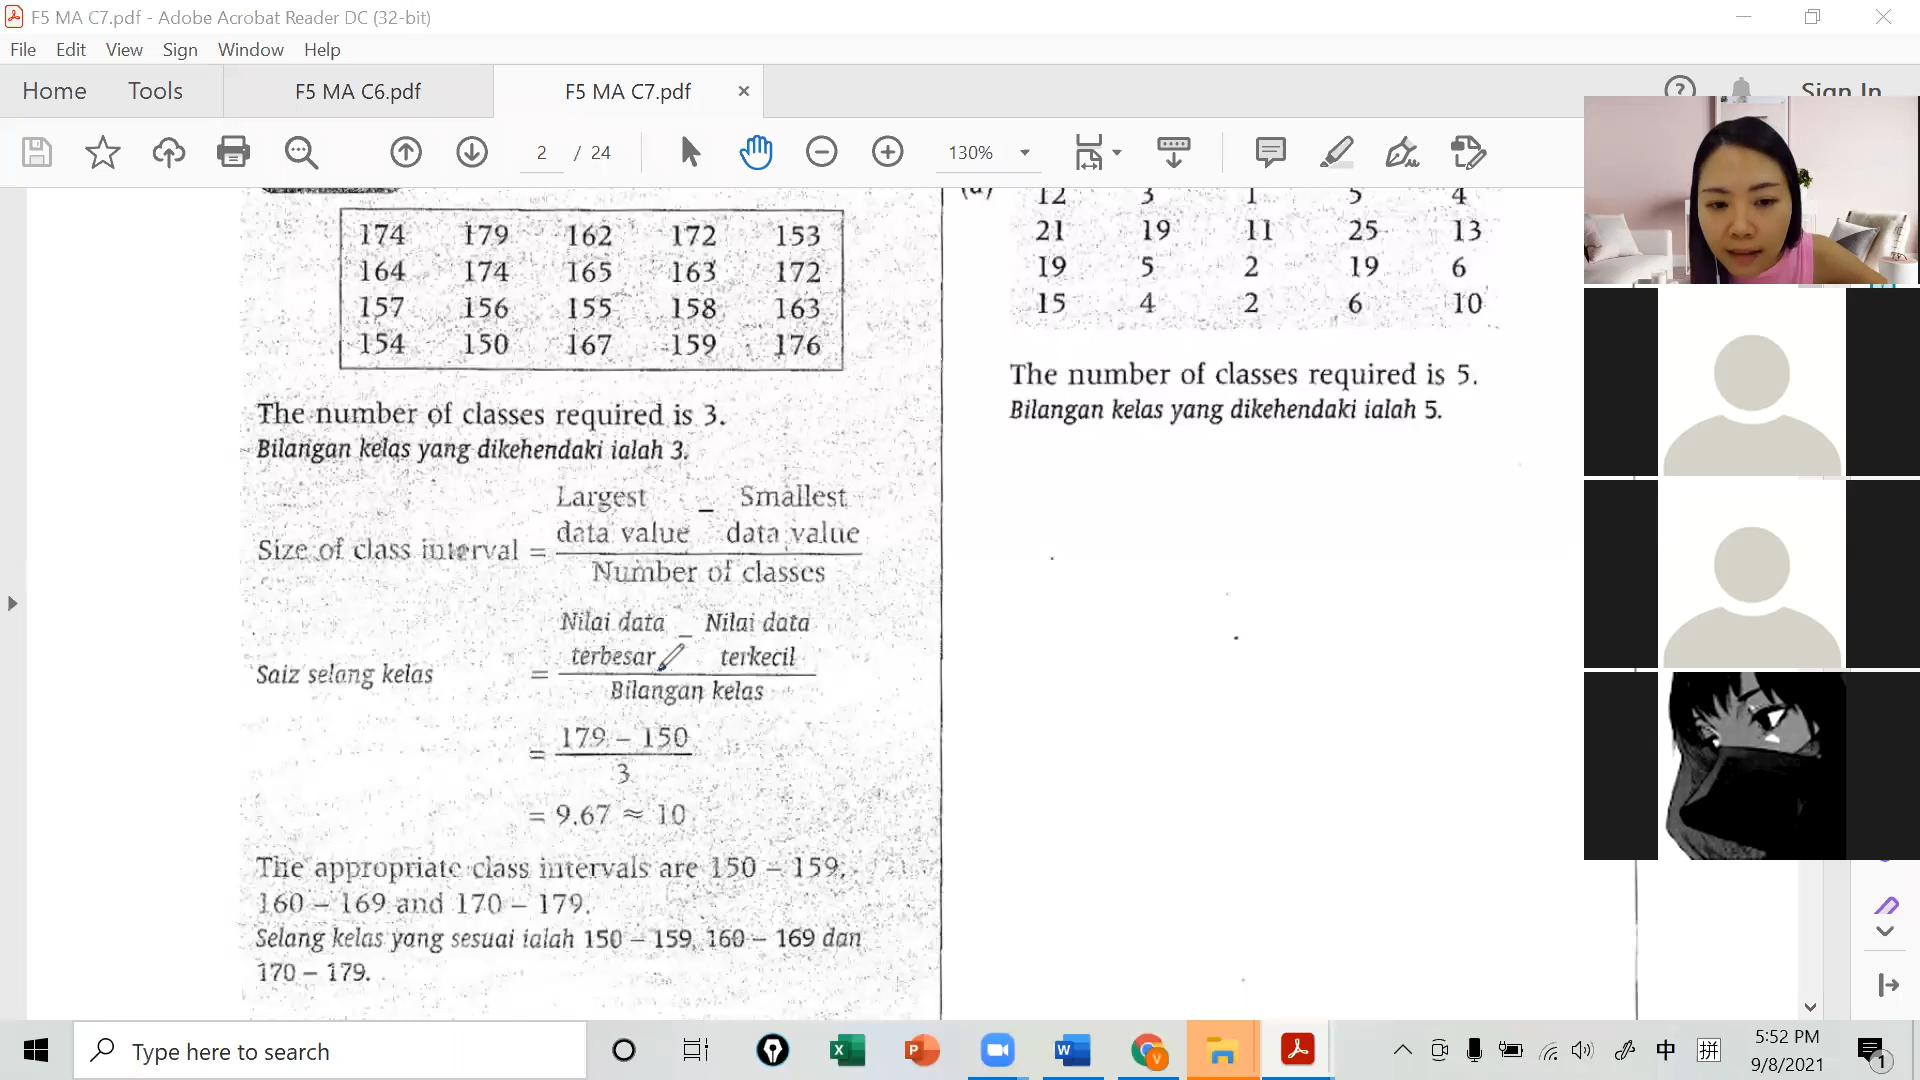 F5 MA C7.pdf - Adobe Acrobat Reader DC (32-bit)
File Edit View Sign Window Help
Home Tools F5 MA C6.pdf F5 MA C7.pdf × Sign In
2 / 24 130%
174 179 162 172 153
164 174 165 163 172
157 156 155 158 163
154 150 167 159 176
The number of classes required is 3.
Bilangan kelas yang dikehendaki ialah 3.
Largest _ Smallest
data value data value
Size of class interval =
Number of classes
Nilai data _ Nilai data
terbesar terkecil
Saiz selang kelas =
Bilangan kelas
= 179 – 150
3
= 9.67 ≈ 10
The appropriate class intervals are 150 – 159,
160 – 169 and 170 – 179.
Selang kelas yang sesuai ialah 150 – 159, 160 – 169 dan
170 – 179.
(a) 12 3 1 5 4
21 19 11 25 13
19 5 2 19 6
15 4 2 6 10
The number of classes required is 5.
Bilangan kelas yang dikehendaki ialah 5.
Type here to search
中 拼
5:52 PM
9/8/2021
1